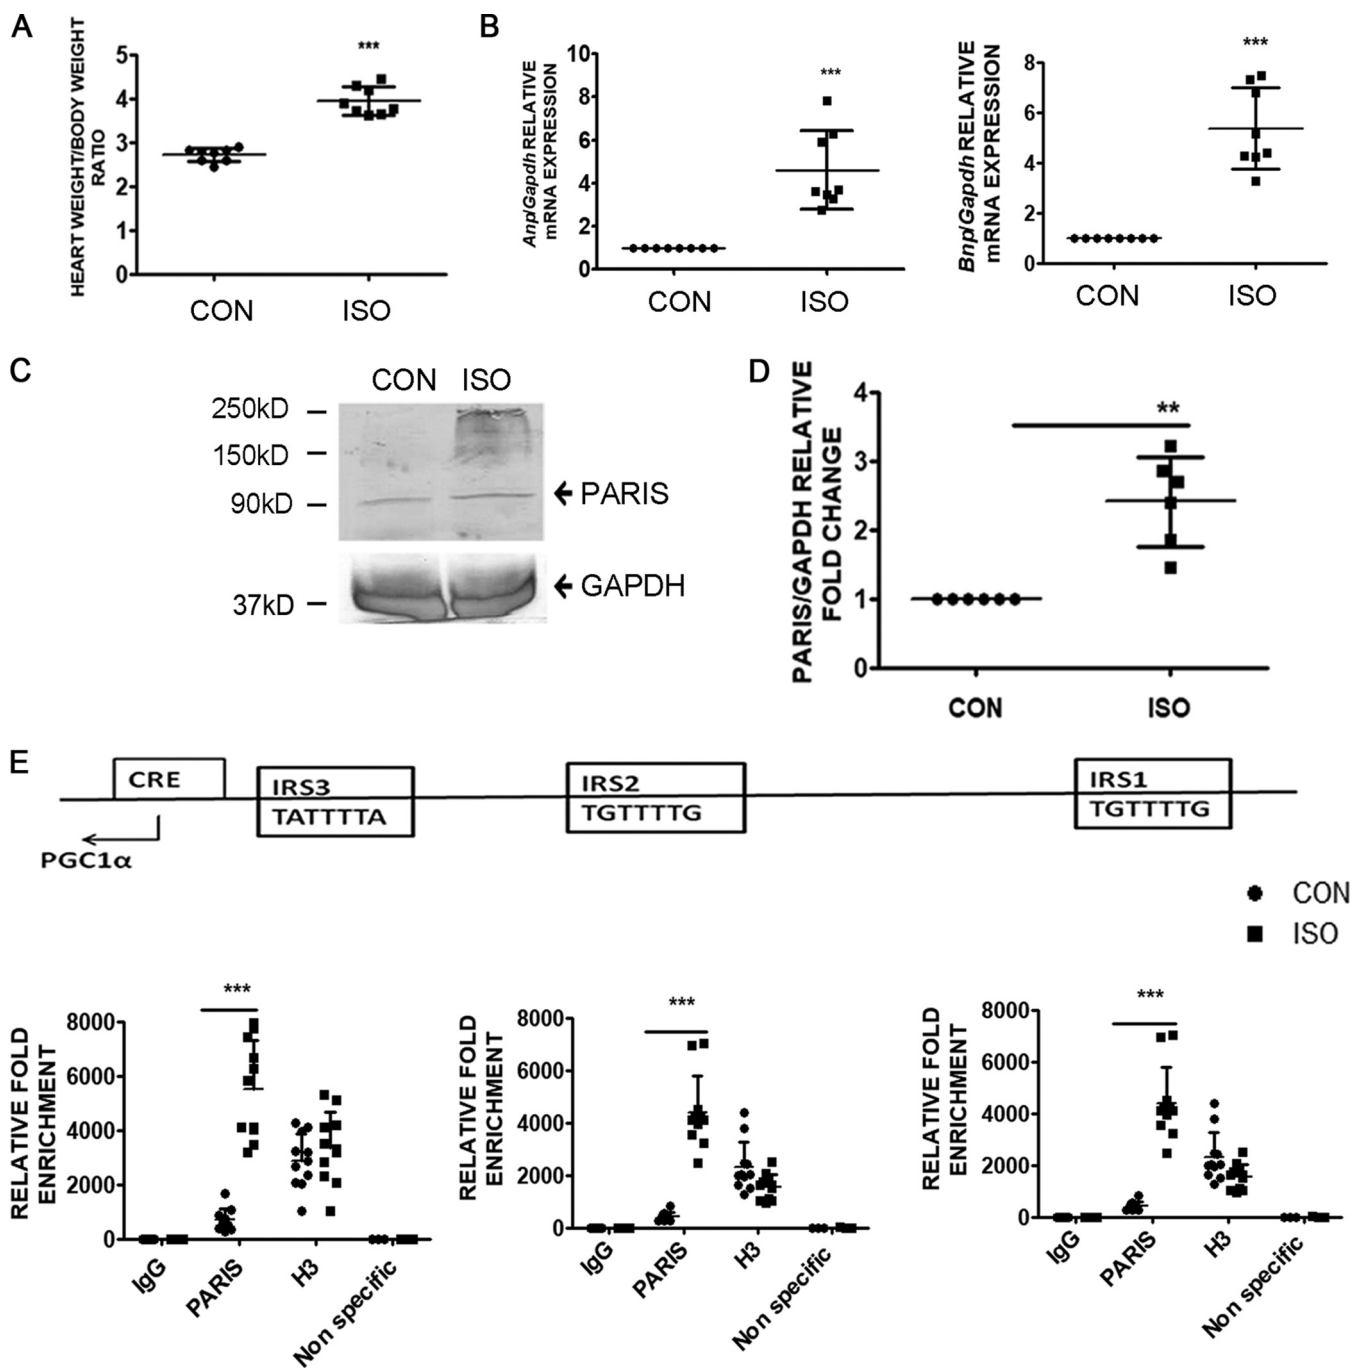 A
HEART WEIGHT/BODY WEIGHT
RATIO
5
4
3
2
1
0
***
CON
ISO
B
Anp/Gapdh RELATIVE
mRNA EXPRESSION
10
8
6
4
2
0
***
CON
ISO
Bnp/Gapdh RELATIVE
mRNA EXPRESSION
8
6
4
2
0
***
CON
ISO
C
CON
ISO
250kD
150kD
90kD
37kD
PARIS
GAPDH
D
PARIS/GAPDH RELATIVE
FOLD CHANGE
4
3
2
1
0
**
CON
ISO
E
CRE
IRS3
TATTTTA
IRS2
TGTTTTG
IRS1
TGTTTTG
PGC1α
CON
ISO
RELATIVE FOLD
ENRICHMENT
8000
6000
4000
2000
0
***
IgG
PARIS
H3
Non specific
RELATIVE FOLD
ENRICHMENT
8000
6000
4000
2000
0
***
IgG
PARIS
H3
Non specific
RELATIVE FOLD
ENRICHMENT
8000
6000
4000
2000
0
***
IgG
PARIS
H3
Non specific